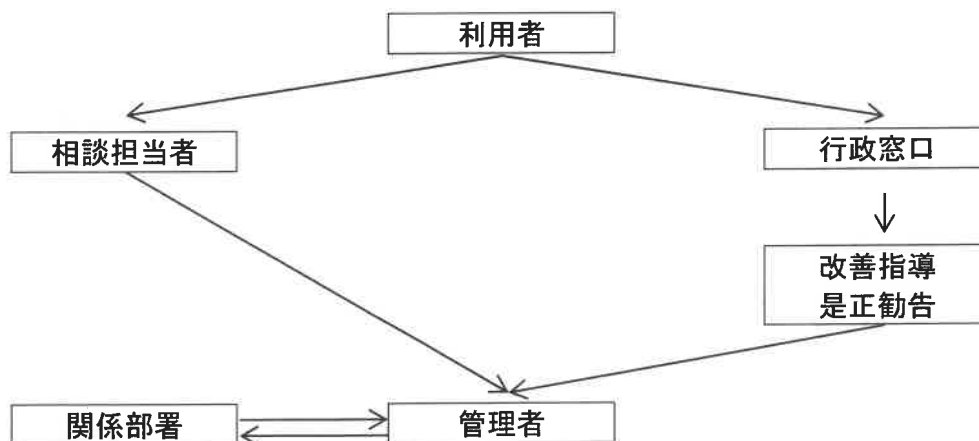 利用者
相談担当者
行政窓口
改善指導
是正勧告
関係部署
管理者